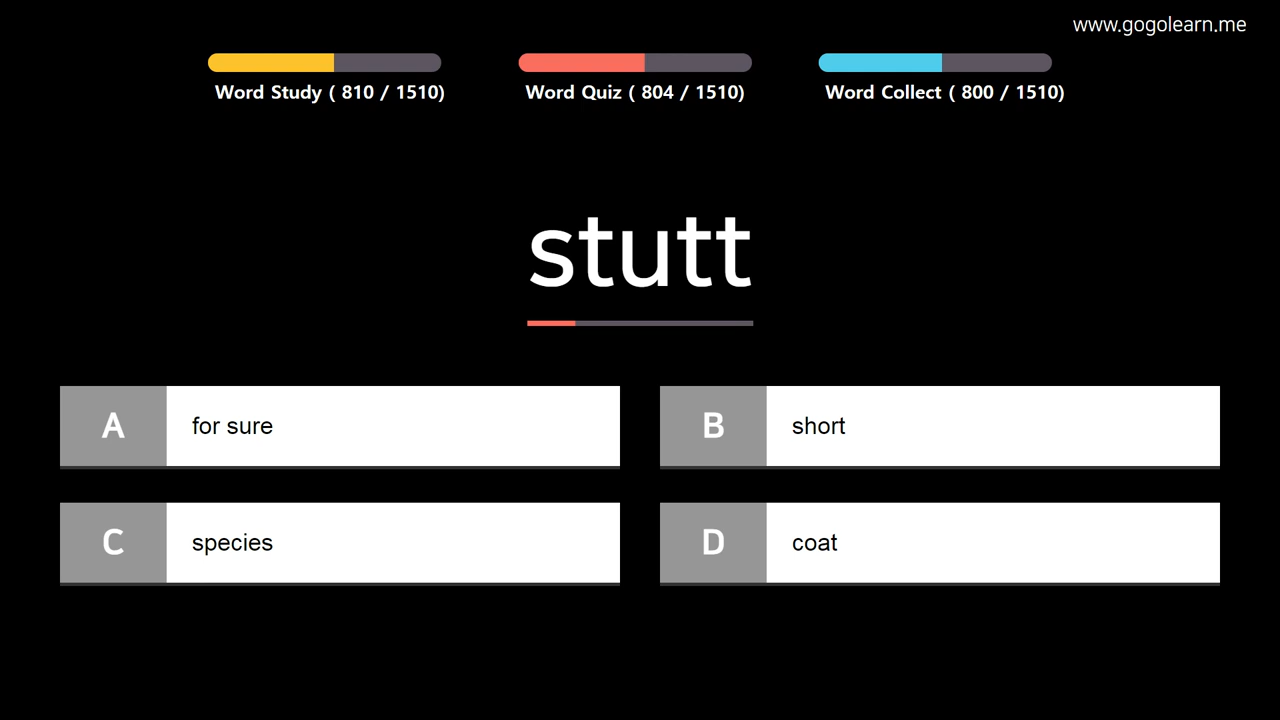 www.gogolearn.me
Word Study ( 810 / 1510)
Word Quiz ( 804 / 1510)
Word Collect ( 800 / 1510)
stutt
A for sure
B short
C species
D coat